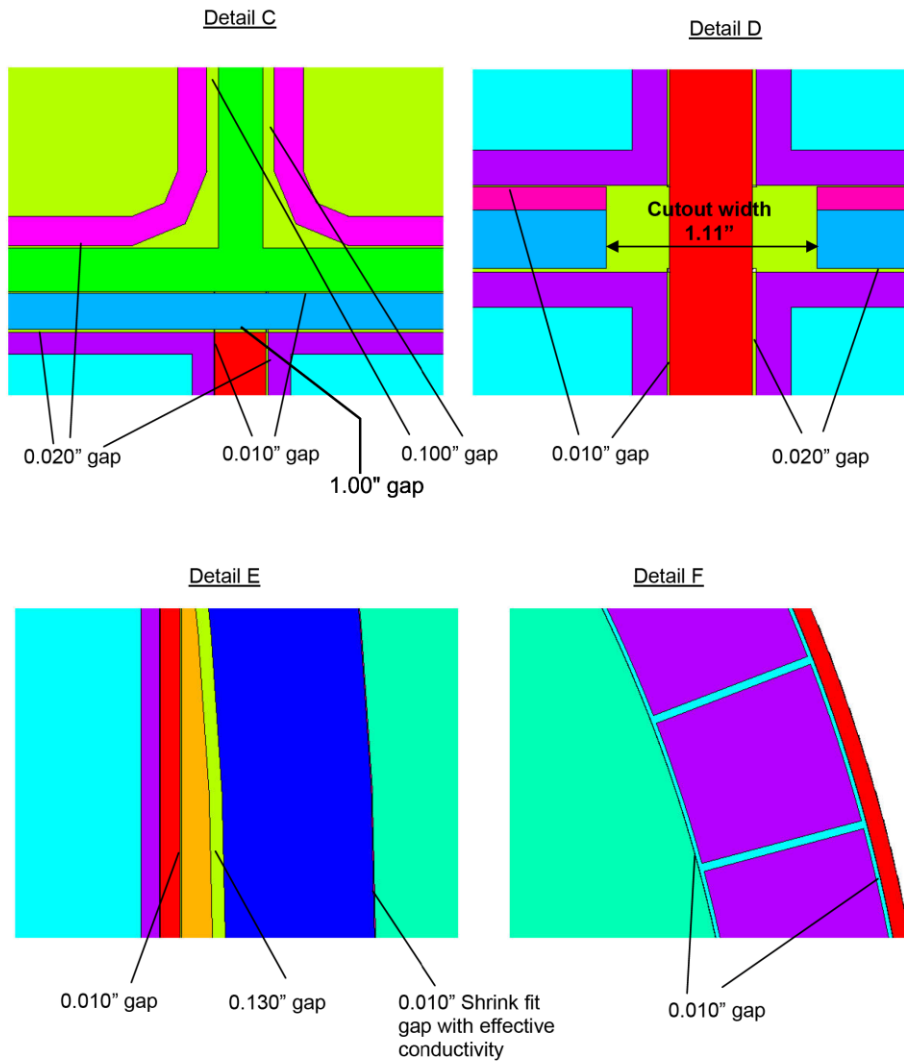 Detail C
Detail D
Cutout width
1.11”
0.020” gap
0.010” gap
0.100” gap
1.00" gap
0.010” gap
0.020” gap
Detail E
Detail F
0.010” gap
0.130” gap
0.010” Shrink fit
gap with effective
conductivity
0.010” gap